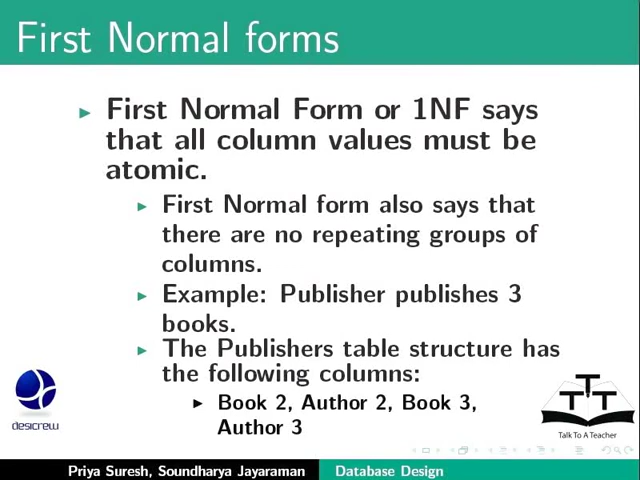 First Normal forms
First Normal Form or 1NF says
that all column values must be
atomic.
First Normal form also says that
there are no repeating groups of
columns.
Example: Publisher publishes 3
books.
The Publishers table structure has
the following columns:
Book 2, Author 2, Book 3,
Author 3
desicrew
TTT
Talk To A Teacher
Priya Suresh, Soundharya Jayaraman
Database Design